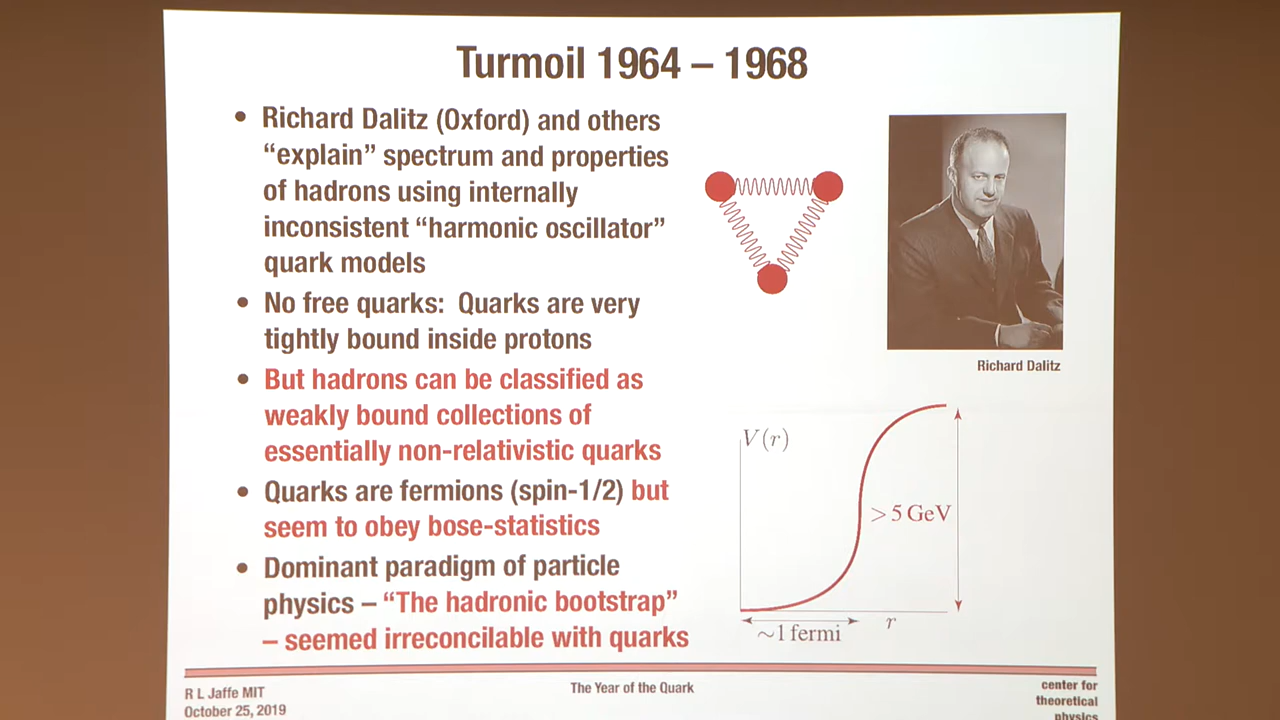 Turmoil 1964 – 1968
• Richard Dalitz (Oxford) and others
“explain” spectrum and properties
of hadrons using internally
inconsistent “harmonic oscillator”
quark models
• No free quarks: Quarks are very
tightly bound inside protons
• But hadrons can be classified as
weakly bound collections of
essentially non-relativistic quarks
• Quarks are fermions (spin-1/2) but
seem to obey bose-statistics
• Dominant paradigm of particle
physics – “The hadronic bootstrap”
– seemed irreconcilable with quarks
Richard Dalitz
V(r)
> 5 GeV
~1 fermi
r
R L Jaffe MIT
October 25, 2019
The Year of the Quark
center for
theoretical
physics